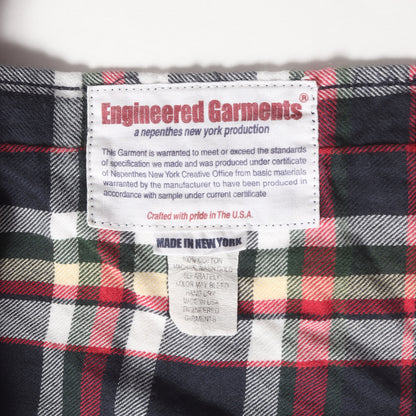 Engineered Garments®
a nepenthes new york production
This Garment is warranted to meet or exceed the standards
of specification we made and was produced under certificate
of Nepenthes New York Creative Office from basic materials
warranted by the manufacturer to have been produced in
accordance with sample under current certificate
Crafted with pride in The U.S.A.
MADE IN NEW YORK
100% COTTON
MACHINE WASH COLD
SEPARATELY
COLOR MAY BLEED
HANG DRY
MADE IN USA
ENGINEERED
GARMENTS